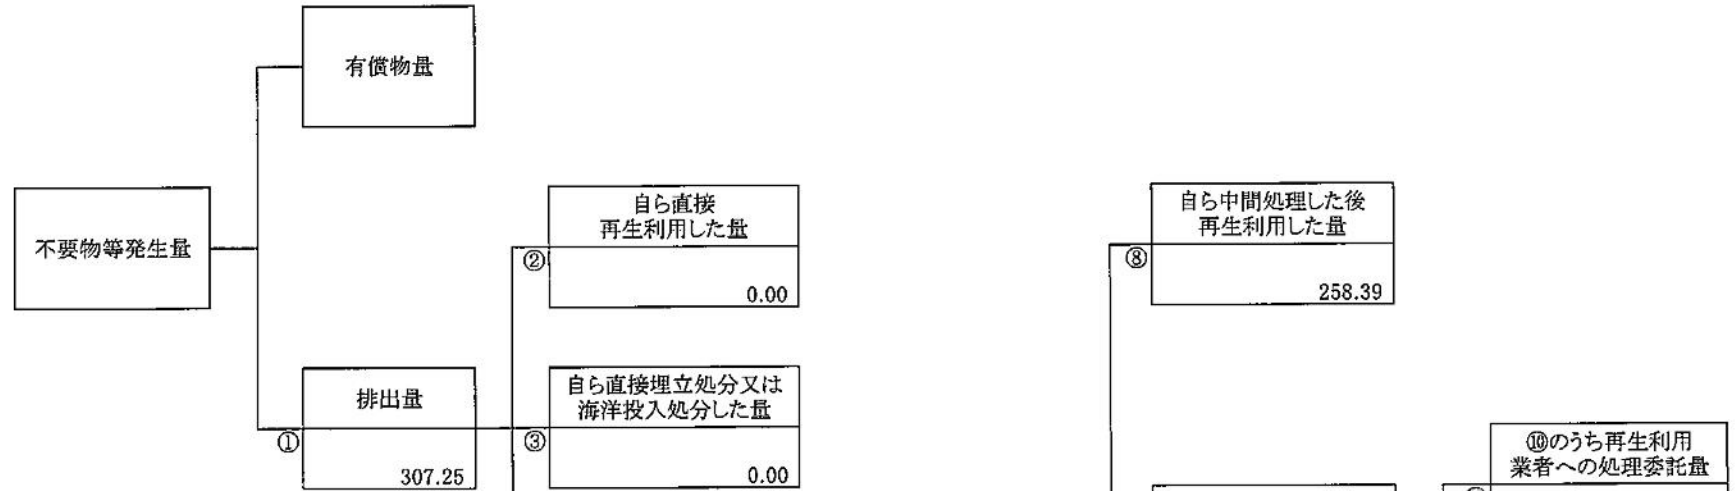 有償物量
不要物等発生量
自ら直接
再生利用した量
②
0.00
自ら中間処理した後
再生利用した量
⑧
258.39
排出量
①
307.25
自ら直接埋立処分又は
海洋投入処分した量
③
0.00
⑩のうち再生利用
業者への処理委託量